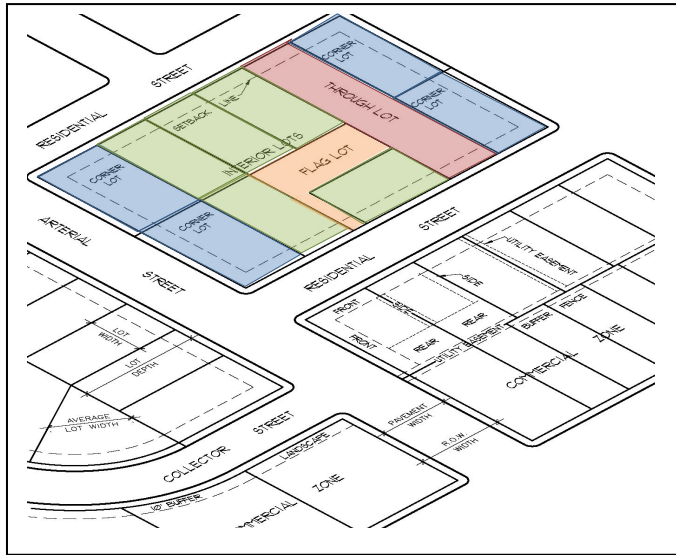 STREET
RESIDENTIAL
CORNER
LOT
CORNER
LOT
THROUGH LOT
SETBACK
LINE
INTERIOR LOTS
FLAG LOT
CORNER
LOT
CORNER
LOT
ARTERIAL
STREET
STREET
RESIDENTIAL
UTILITY EASEMENT
SIDE
FRONT
FRONT
REAR
REAR
UTILITY EASEMENT
BUFFER
FENCE
COMMERCIAL
ZONE
LOT
WIDTH
LOT
DEPTH
AVERAGE
LOT WIDTH
COLLECTOR
STREET
PAVEMENT
WIDTH
R.O.W
WIDTH
LANDSCAPE
BUFFER
ZONE